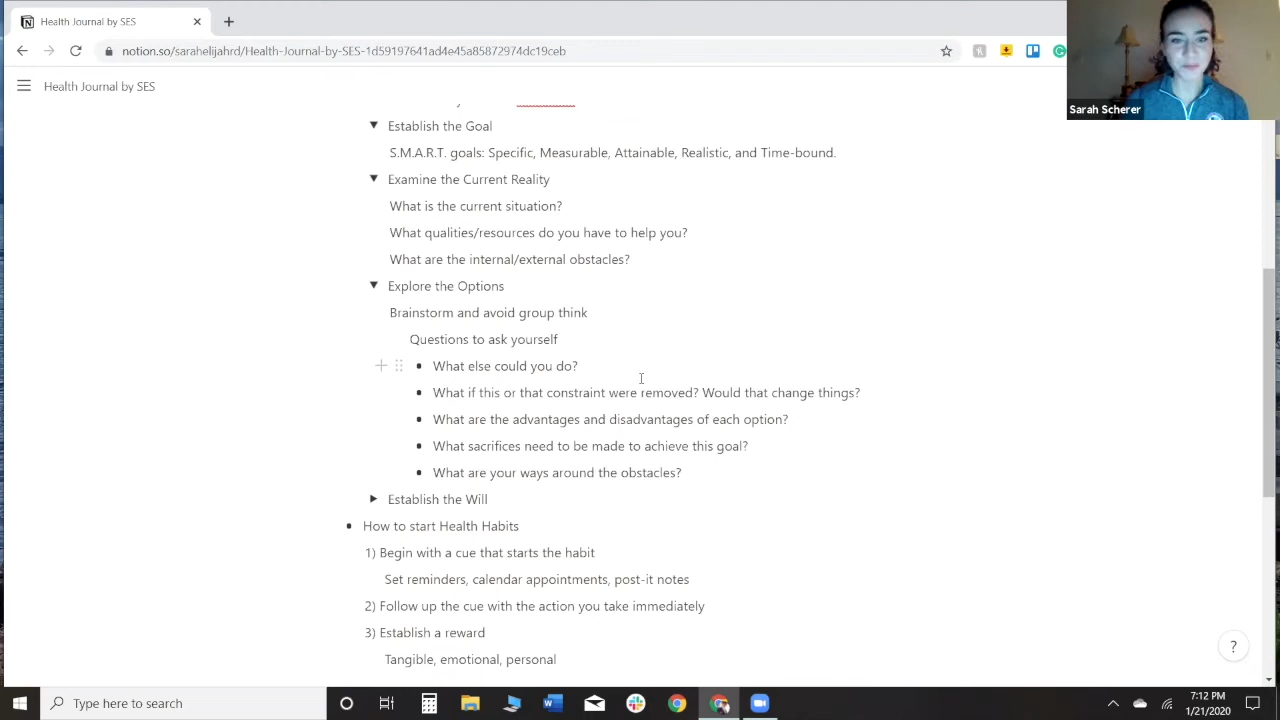 Health Journal by SES
notion.so/sarahelijahrd/Health-Journal-by-SES-1d59197641ad4e45a85872974dc19ceb
Health Journal by SES
Sarah Scherer
Establish the Goal
S.M.A.R.T. goals: Specific, Measurable, Attainable, Realistic, and Time-bound.
Examine the Current Reality
What is the current situation?
What qualities/resources do you have to help you?
What are the internal/external obstacles?
Explore the Options
Brainstorm and avoid group think
Questions to ask yourself
• What else could you do?
• What if this or that constraint were removed? Would that change things?
• What are the advantages and disadvantages of each option?
• What sacrifices need to be made to achieve this goal?
• What are your ways around the obstacles?
Establish the Will
• How to start Health Habits
1) Begin with a cue that starts the habit
Set reminders, calendar appointments, post-it notes
2) Follow up the cue with the action you take immediately
3) Establish a reward
Tangible, emotional, personal
?
Type here to search
7:12 PM
1/21/2020